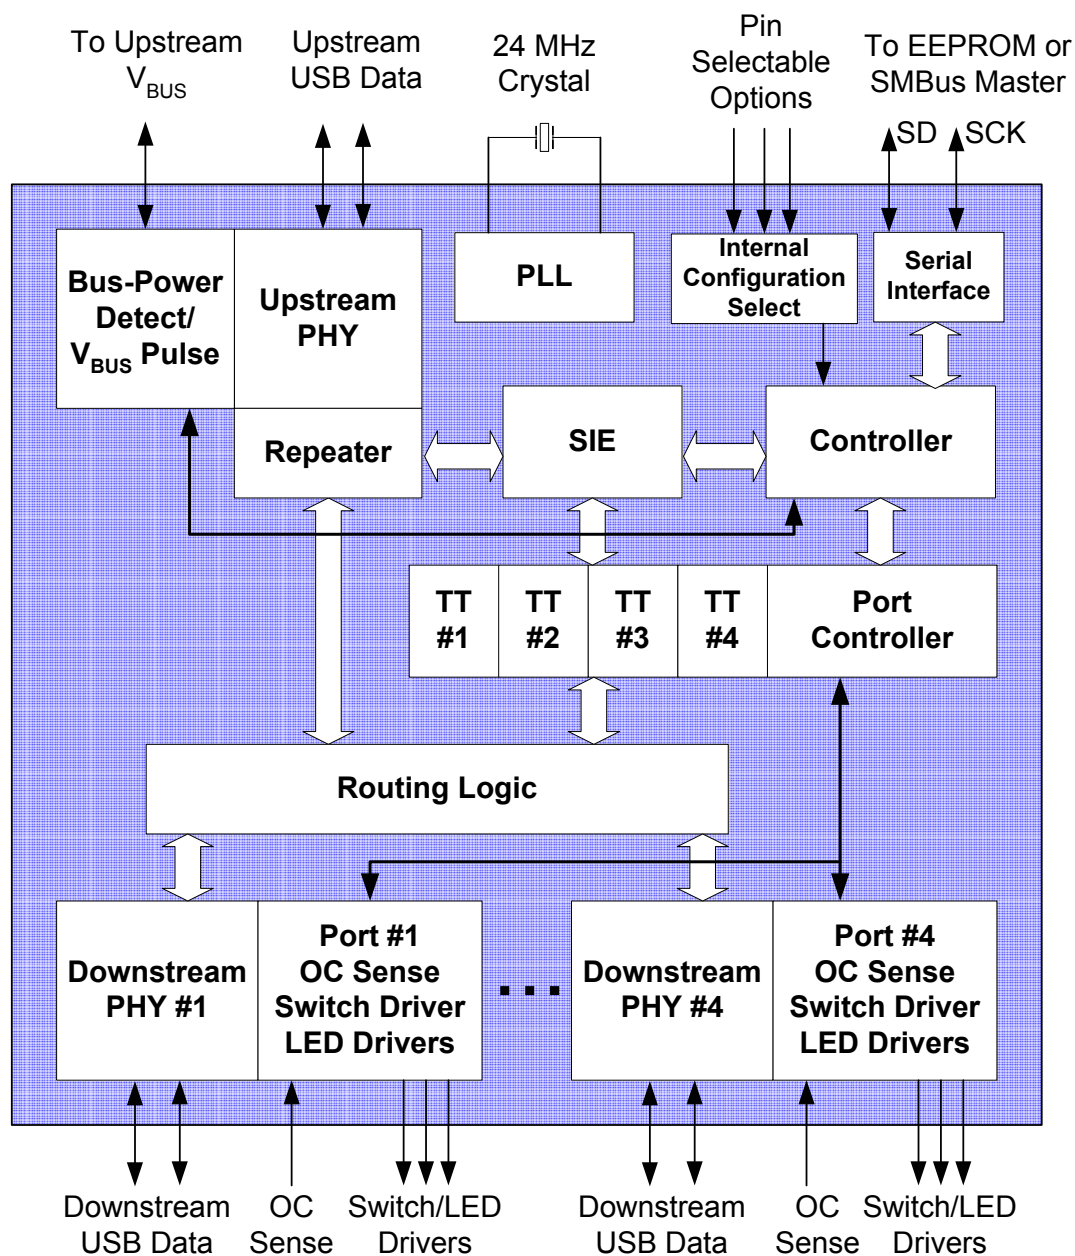 To Upstream
VBUS
Upstream
USB Data
24 MHz
Crystal
Pin
Selectable
Options
To EEPROM or
SMBus Master
SD SCK
Bus-Power
Detect/
VBUS Pulse
Upstream
PHY
PLL
Internal
Configuration
Select
Serial
Interface
Repeater
SIE
Controller
TT
#1
TT
#2
TT
#3
TT
#4
Port
Controller
Routing Logic
Downstream
PHY #1
Port #1
OC Sense
Switch Driver
LED Drivers
...
Downstream
PHY #4
Port #4
OC Sense
Switch Driver
LED Drivers
Downstream
USB Data
OC
Sense
Switch/LED
Drivers
Downstream
USB Data
OC
Sense
Switch/LED
Drivers